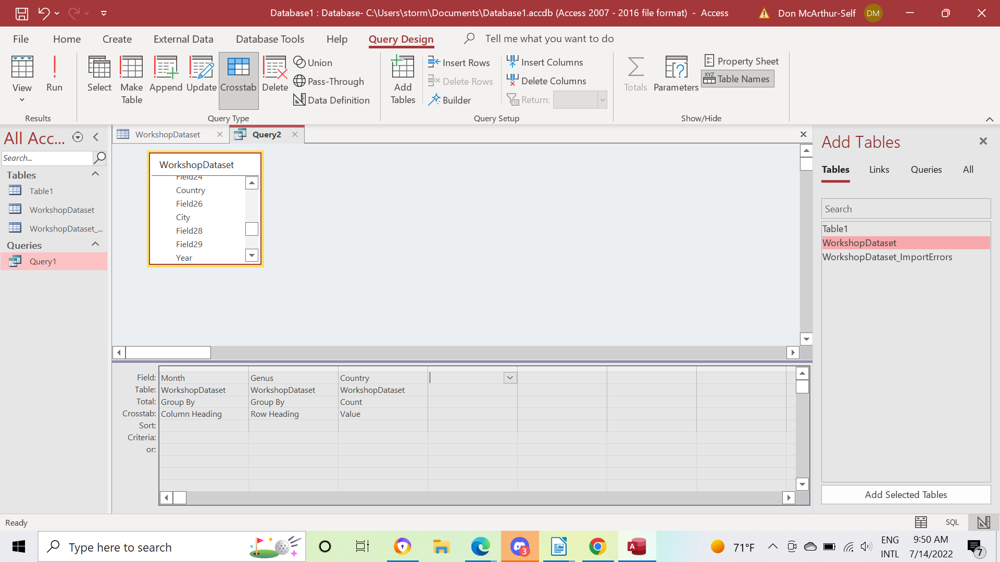 Database1 : Database- C:\Users\storm\Documents\Database1.accdb (Access 2007 - 2016 file format) - Access
Don McArthur-Self
DM
File Home Create External Data Database Tools Help Query Design Tell me what you want to do
View
Run
Select
Make
Table
Append
Update
Crosstab
Delete
Union
Pass-Through
Data Definition
Add
Tables
Insert Rows
Delete Rows
Builder
Insert Columns
Delete Columns
Return:
Totals
Parameters
Property Sheet
Table Names
Results
Query Type
Query Setup
Show/Hide
All Acc...
Search...
Tables
Table1
WorkshopDataset
WorkshopDataset_...
Queries
Query1
WorkshopDataset
Query2
WorkshopDataset
Field24
Country
Field26
City
Field28
Field29
Year
Field: Month Genus Country
Table: WorkshopDataset WorkshopDataset WorkshopDataset
Total: Group By Group By Count
Crosstab: Column Heading Row Heading Value
Sort:
Criteria:
or:
Add Tables
Tables Links Queries All
Search
Table1
WorkshopDataset
WorkshopDataset_ImportErrors
Add Selected Tables
Ready
SQL
Type here to search
3
71°F
ENG
INTL
9:50 AM
7/14/2022
7